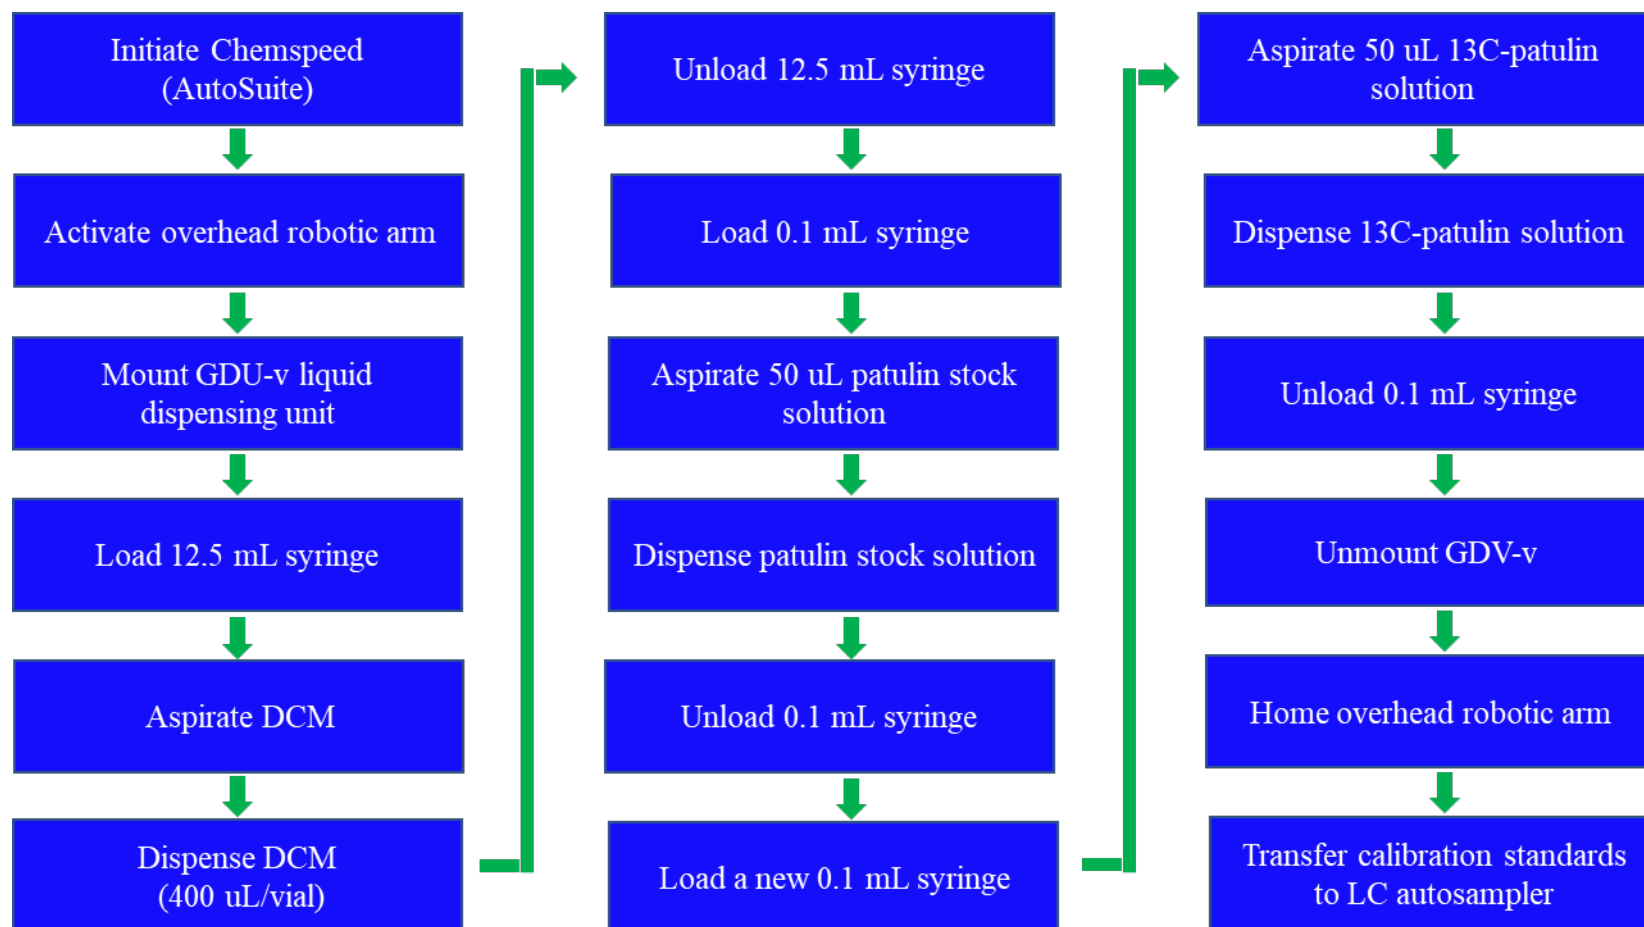 Initiate Chemspeed
(AutoSuite)
Activate overhead robotic arm
Mount GDU-v liquid
dispensing unit
Load 12.5 mL syringe
Aspirate DCM
Dispense DCM
(400 uL/vial)
Unload 12.5 mL syringe
Load 0.1 mL syringe
Aspirate 50 uL patulin stock
solution
Dispense patulin stock solution
Unload 0.1 mL syringe
Load a new 0.1 mL syringe
Aspirate 50 uL 13C-patulin
solution
Dispense 13C-patulin solution
Unload 0.1 mL syringe
Unmount GDV-v
Home overhead robotic arm
Transfer calibration standards
to LC autosampler